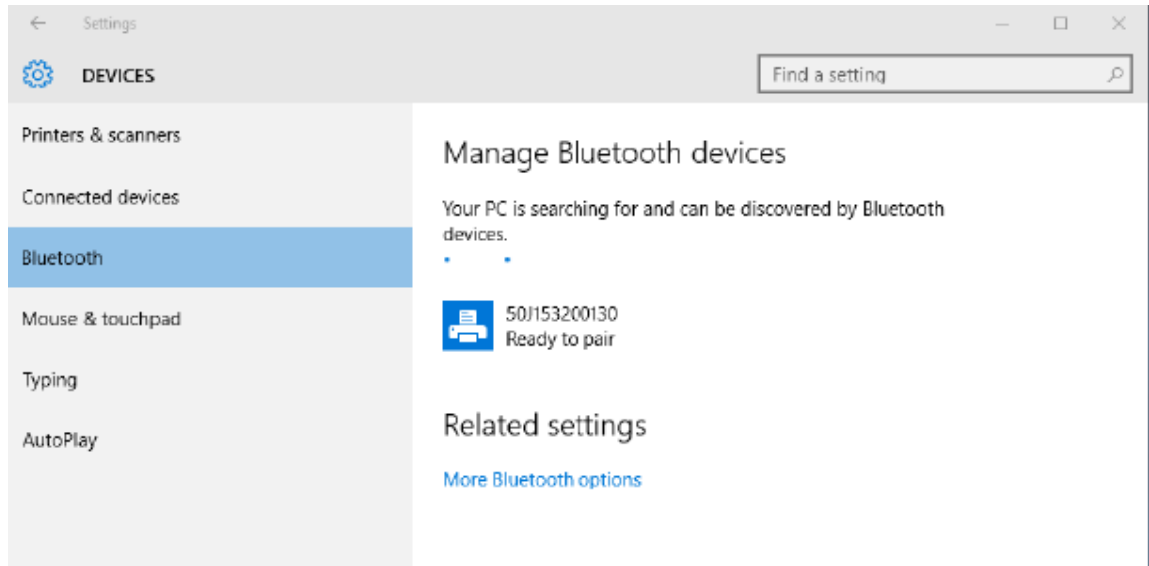 Settings
DEVICES
Find a setting
Printers & scanners
Connected devices
Bluetooth
Mouse & touchpad
Typing
AutoPlay
Manage Bluetooth devices
Your PC is searching for and can be discovered by Bluetooth
devices.
50J153200130
Ready to pair
Related settings
More Bluetooth options